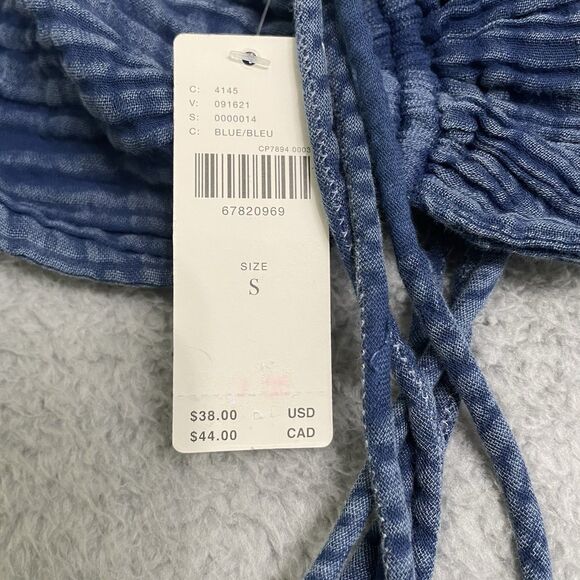 C: 4145
V: 091621
S: 0000014
C: BLUE/BLEU
CP7894 0003
67820969
SIZE
S
$38.00 USD
$44.00 CAD